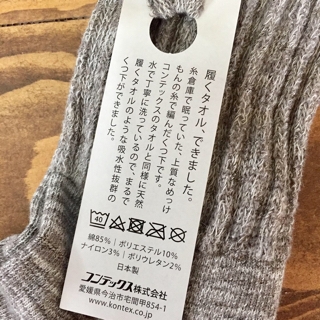 履くタオル、できました。
糸倉庫で眠っていた、上質なめっけ
もんの糸で編んだくつ下です。
コンテックスのタオルと同様に天然
水で丁寧に洗っているので、まるで
履くタオルのような吸水性抜群の
くつ下ができました。
40
綿85%｜ポリエステル10%
ナイロン3%｜ポリウレタン2%
日本製
コンテックス株式会社
愛媛県今治市宅間甲854-1
www.kontex.co.jp